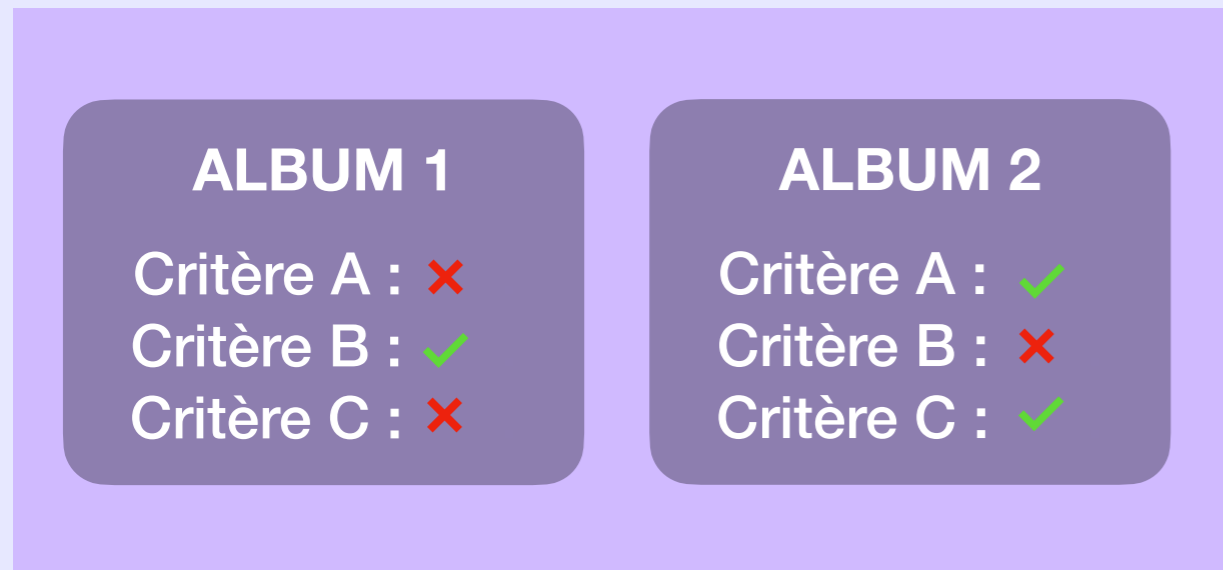 ALBUM 1
Critère A : ❌
Critère B : ✓
Critère C : ❌
ALBUM 2
Critère A : ✓
Critère B : ❌
Critère C : ✓